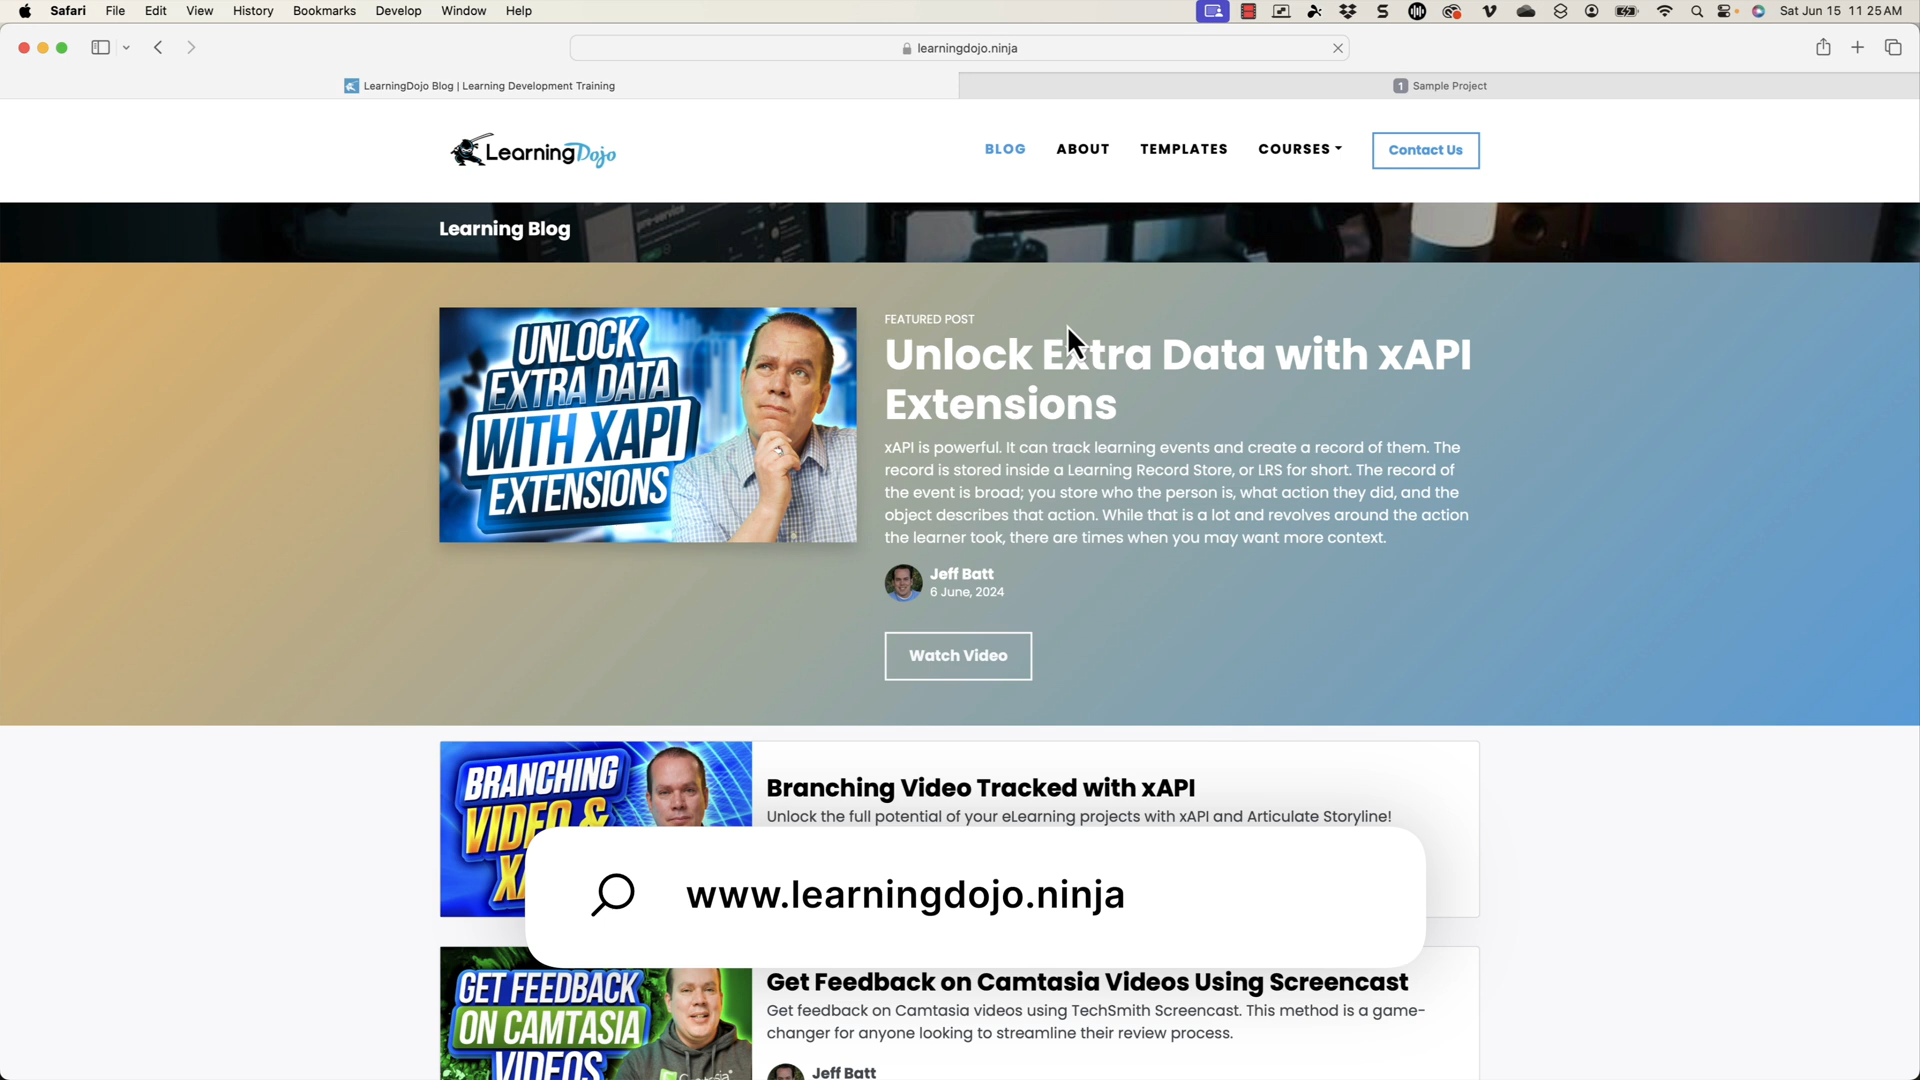 Safari File Edit View History Bookmarks Develop Window Help
Sat Jun 15 11 25 AM
learningdojo.ninja
LearningDojo Blog | Learning Development Training
1 Sample Project
LearningDojo
BLOG ABOUT TEMPLATES COURSES Contact Us
Learning Blog
UNLOCK
EXTRA DATA
WITH XAPI
EXTENSIONS
FEATURED POST
Unlock Extra Data with xAPI
Extensions
xAPI is powerful. It can track learning events and create a record of them. The
record is stored inside a Learning Record Store, or LRS for short. The record of
the event is broad; you store who the person is, what action they did, and the
object describes that action. While that is a lot and revolves around the action
the learner took, there are times when you may want more context.
Jeff Batt
6 June, 2024
Watch Video
BRANCHING
VIDEO &
Branching Video Tracked with xAPI
Unlock the full potential of your eLearning projects with xAPI and Articulate Storyline!
www.learningdojo.ninja
GET FEEDBACK
ON CAMTASIA
VIDEOS
Get Feedback on Camtasia Videos Using Screencast
Get feedback on Camtasia videos using TechSmith Screencast. This method is a game-
changer for anyone looking to streamline their review process.
Jeff Batt